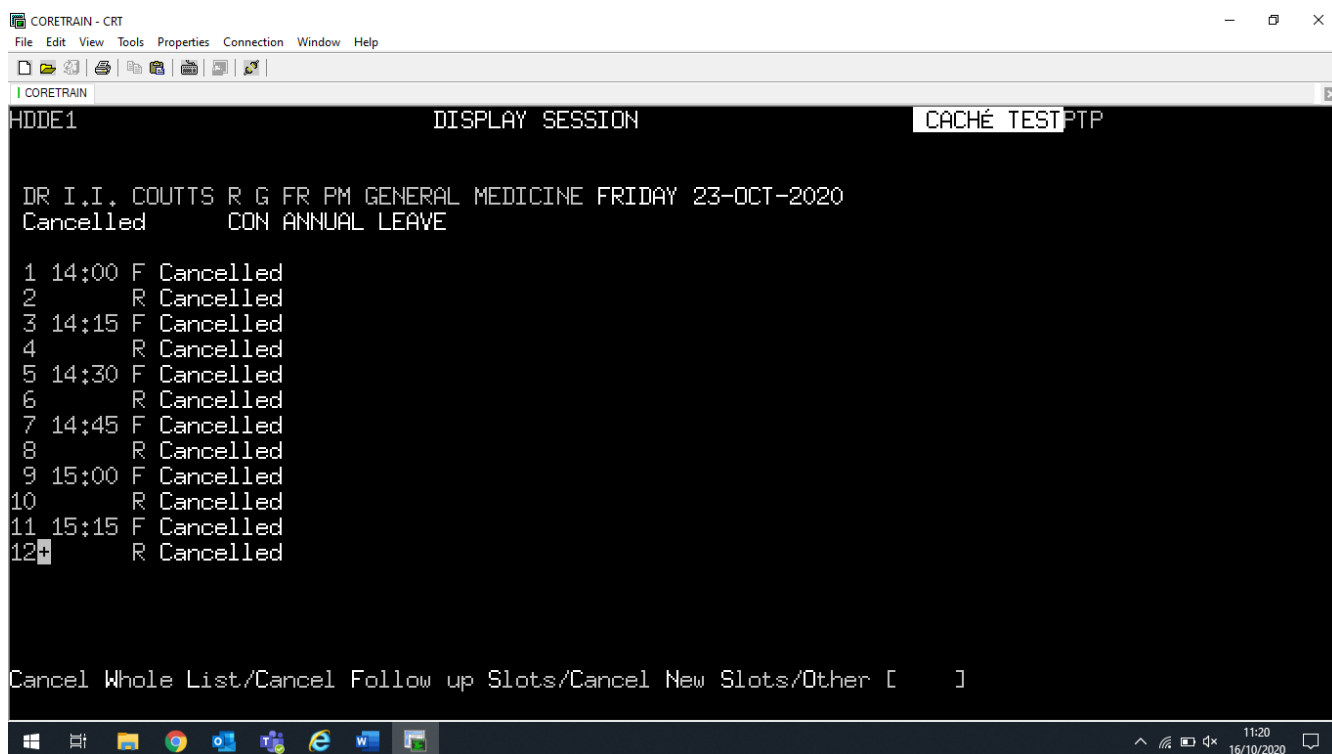 CORETRAIN - CRT
File Edit View Tools Properties Connection Window Help
CORETRAIN
HDDE1 DISPLAY SESSION CACHÉ TESTPTP
DR I.I. COUTTS R G FR PM GENERAL MEDICINE FRIDAY 23-OCT-2020
Cancelled CON ANNUAL LEAVE
1 14:00 F Cancelled
2 R Cancelled
3 14:15 F Cancelled
4 R Cancelled
5 14:30 F Cancelled
6 R Cancelled
7 14:45 F Cancelled
8 R Cancelled
9 15:00 F Cancelled
10 R Cancelled
11 15:15 F Cancelled
12+ R Cancelled
Cancel Whole List/Cancel Follow up Slots/Cancel New Slots/Other [ ]
11:20
16/10/2020